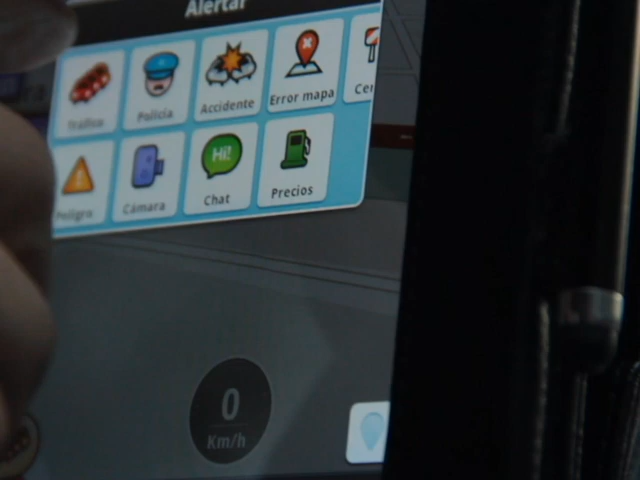 Alertar
Tráfico Policía Accidente Error mapa
Peligro Cámara Hi! Chat Precios
0
Km/h